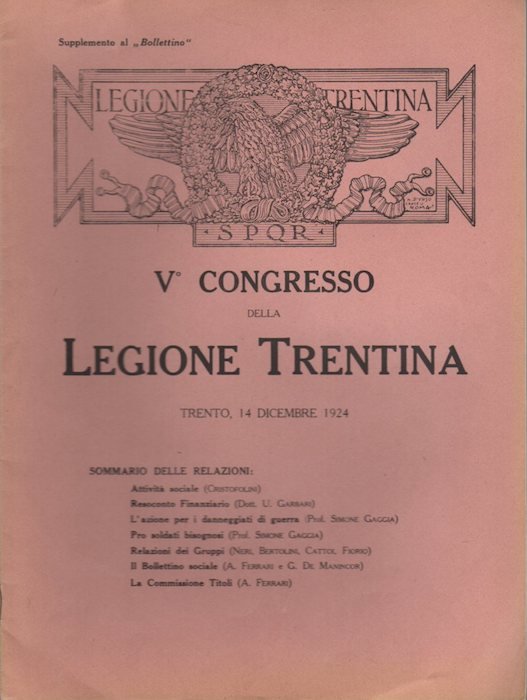 Supplemento al „Bollettino“
LEGIONE TRENTINA
SPQR
V° CONGRESSO
DELLA
LEGIONE TRENTINA
TRENTO, 14 DICEMBRE 1924
SOMMARIO DELLE RELAZIONI:
Attività sociale (CRISTOFOLINI)
Resoconto Finanziario (Dott. U. GARBARI)
L'azione per i danneggiati di guerra (Prof. SIMONE GAGGIA)
Pro soldati bisognosi (Prof. SIMONE GAGGIA)
Relazioni dei Gruppi (NERI, BERTOLINI, CATTOI, FIORIO)
Il Bollettino sociale (A. FERRARI e G. DE MANINCOR)
La Commissione Titoli (A. FERRARI)